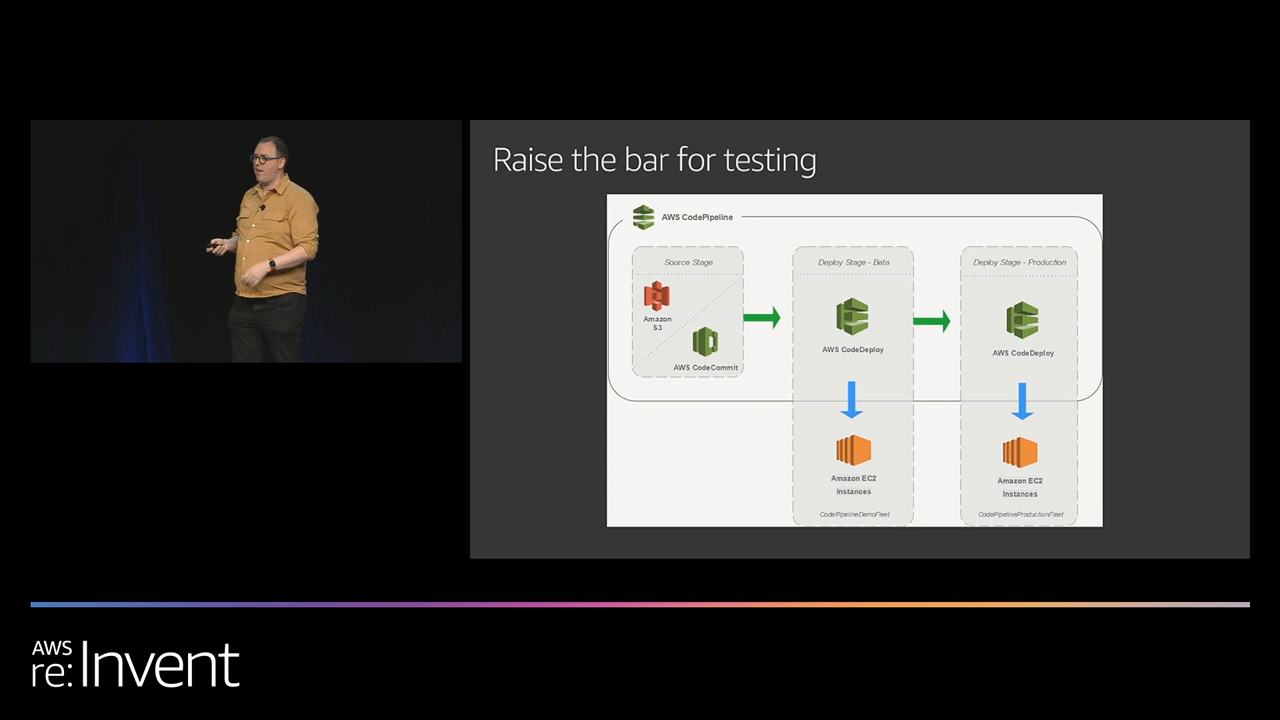 Raise the bar for testing
AWS CodePipeline
Source Stage
Deploy Stage - Beta
Deploy Stage - Production
Amazon
S3
AWS CodeCommit
AWS CodeDeploy
AWS CodeDeploy
Amazon EC2
Instances
Amazon EC2
Instances
CodePipelineDemoFleet
CodePipelineProductionFleet
AWS
re:Invent